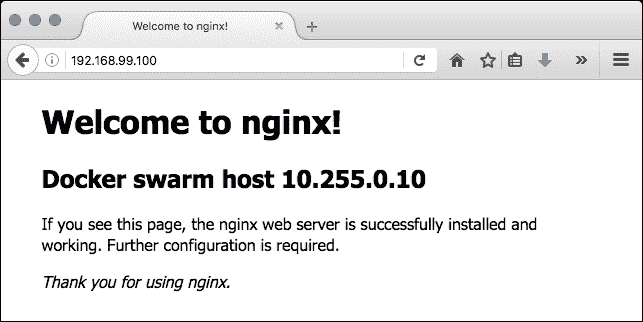 Welcome to nginx!
192.168.99.100
Welcome to nginx!
Docker swarm host 10.255.0.10
If you see this page, the nginx web server is successfully installed and
working. Further configuration is required.
Thank you for using nginx.